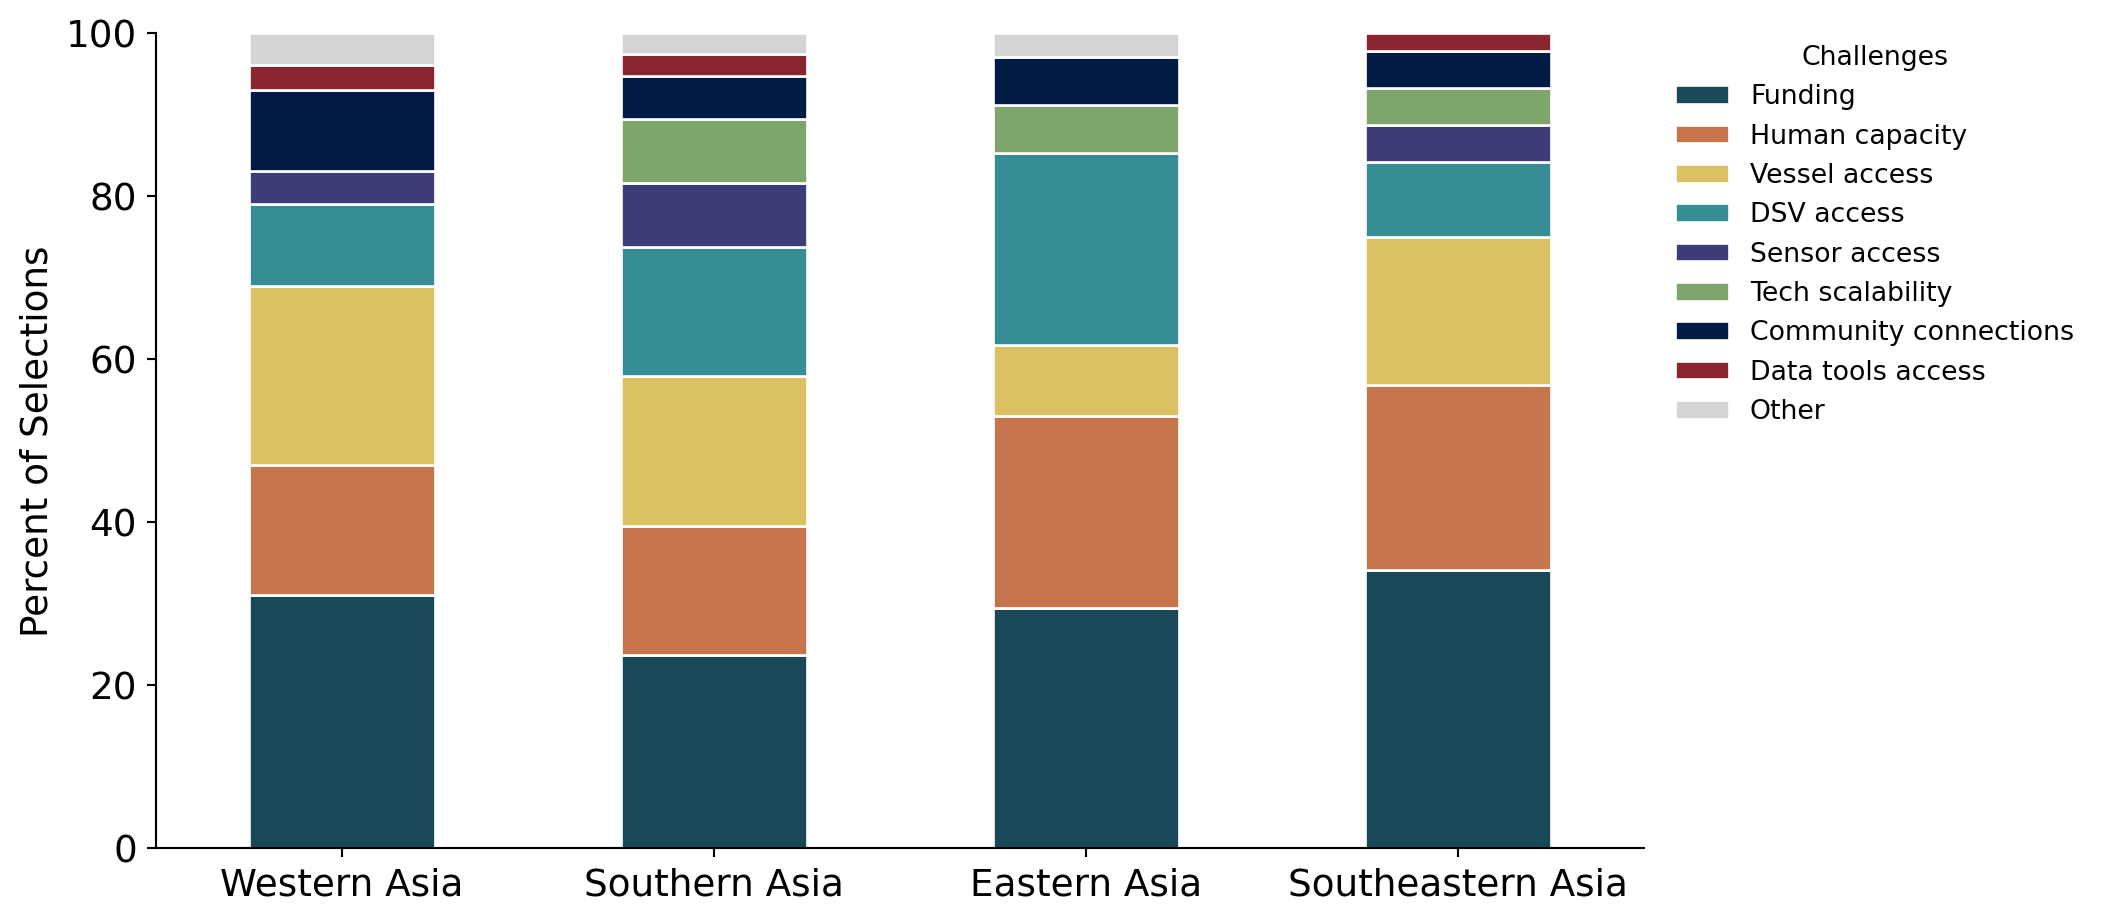 Percent of Selections
100
80
60
40
20
0
Western Asia
Southern Asia
Eastern Asia
Southeastern Asia
Challenges
Funding
Human capacity
Vessel access
DSV access
Sensor access
Tech scalability
Community connections
Data tools access
Other